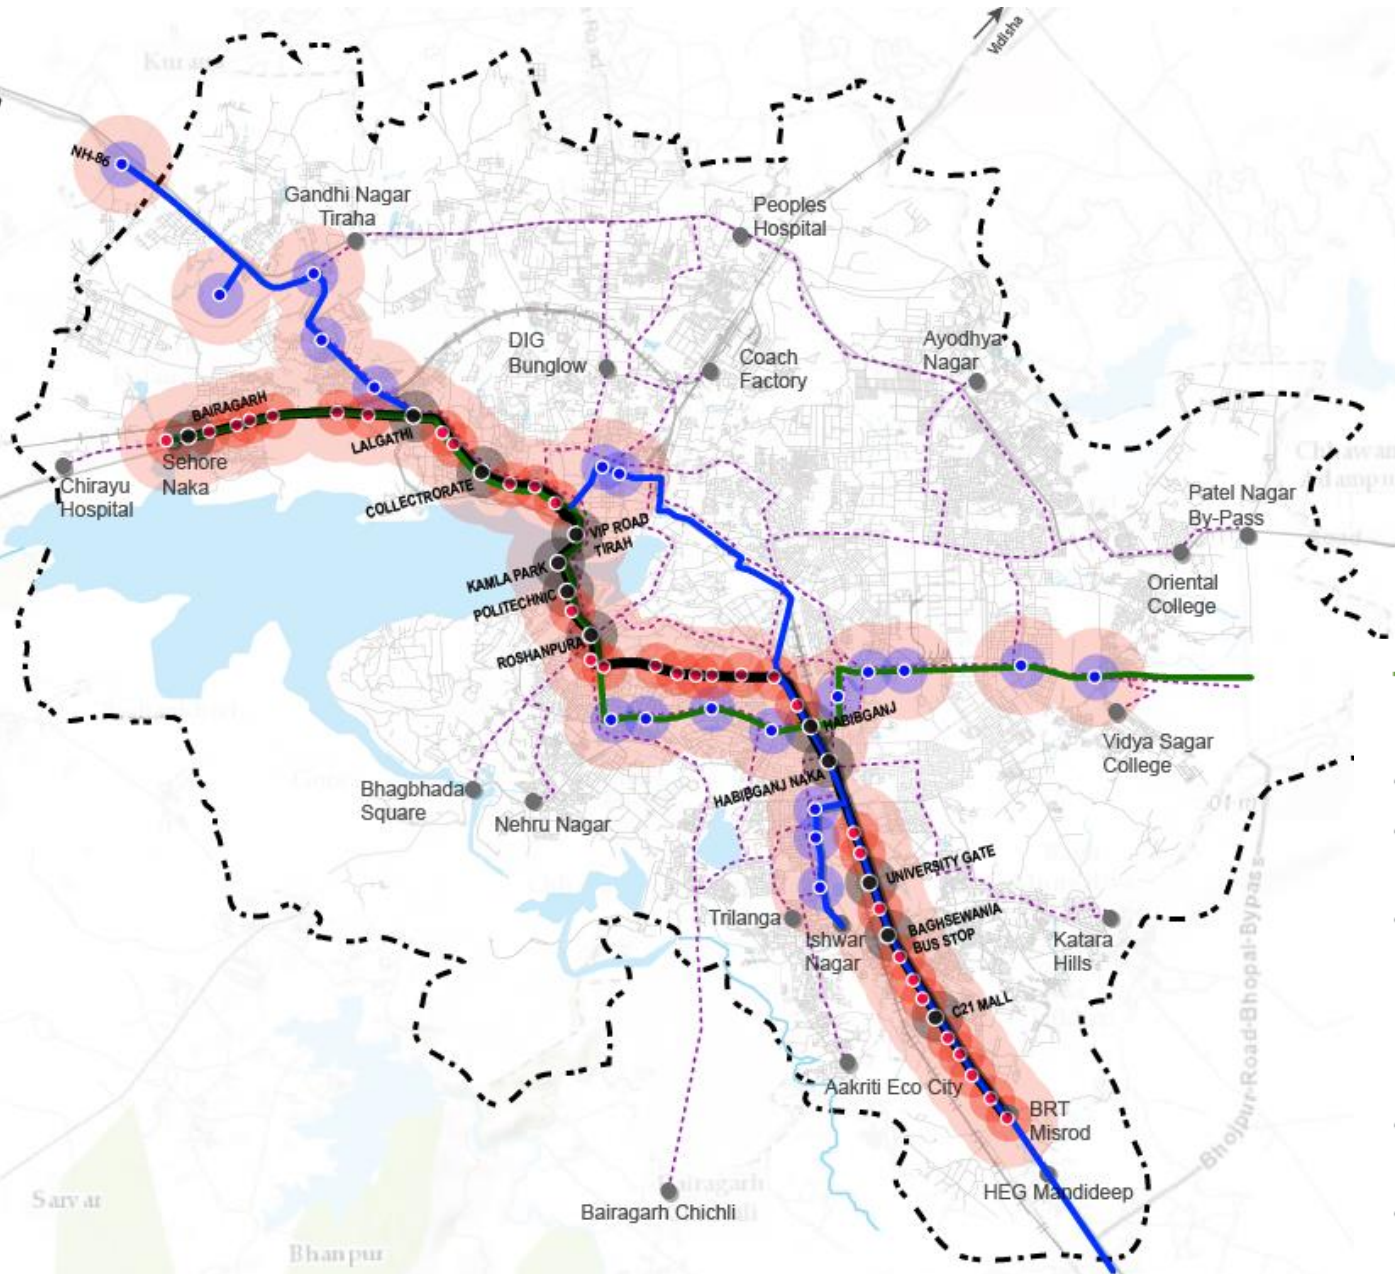 Vidisha
NH-86
Gandhi Nagar
Tiraha
Peoples
Hospital
DIG
Bunglow
Coach
Factory
Ayodhya
Nagar
BAIRAGARH
LALGATHI
Sehore
Naka
Chirayu
Hospital
COLLECTRORATE
VIP ROAD
TIRAH
KAMLA PARK
POLITECHNIC
ROSHANPURA
Patel Nagar
By-Pass
Oriental
College
HABIBGANJ
Vidya Sagar
College
HABIBGANJ NAKA
Bhagbhada
Square
Nehru Nagar
UNIVERSITY GATE
Trilanga
Ishwar
Nagar
BAGHSEWANIA
BUS STOP
Katara
Hills
C21 MALL
Aakriti Eco City
BRT
Misrod
Bhojpur-Road-Bhopal-Bypass
HEG Mandideep
Bairagarh Chichli
Bhanpur